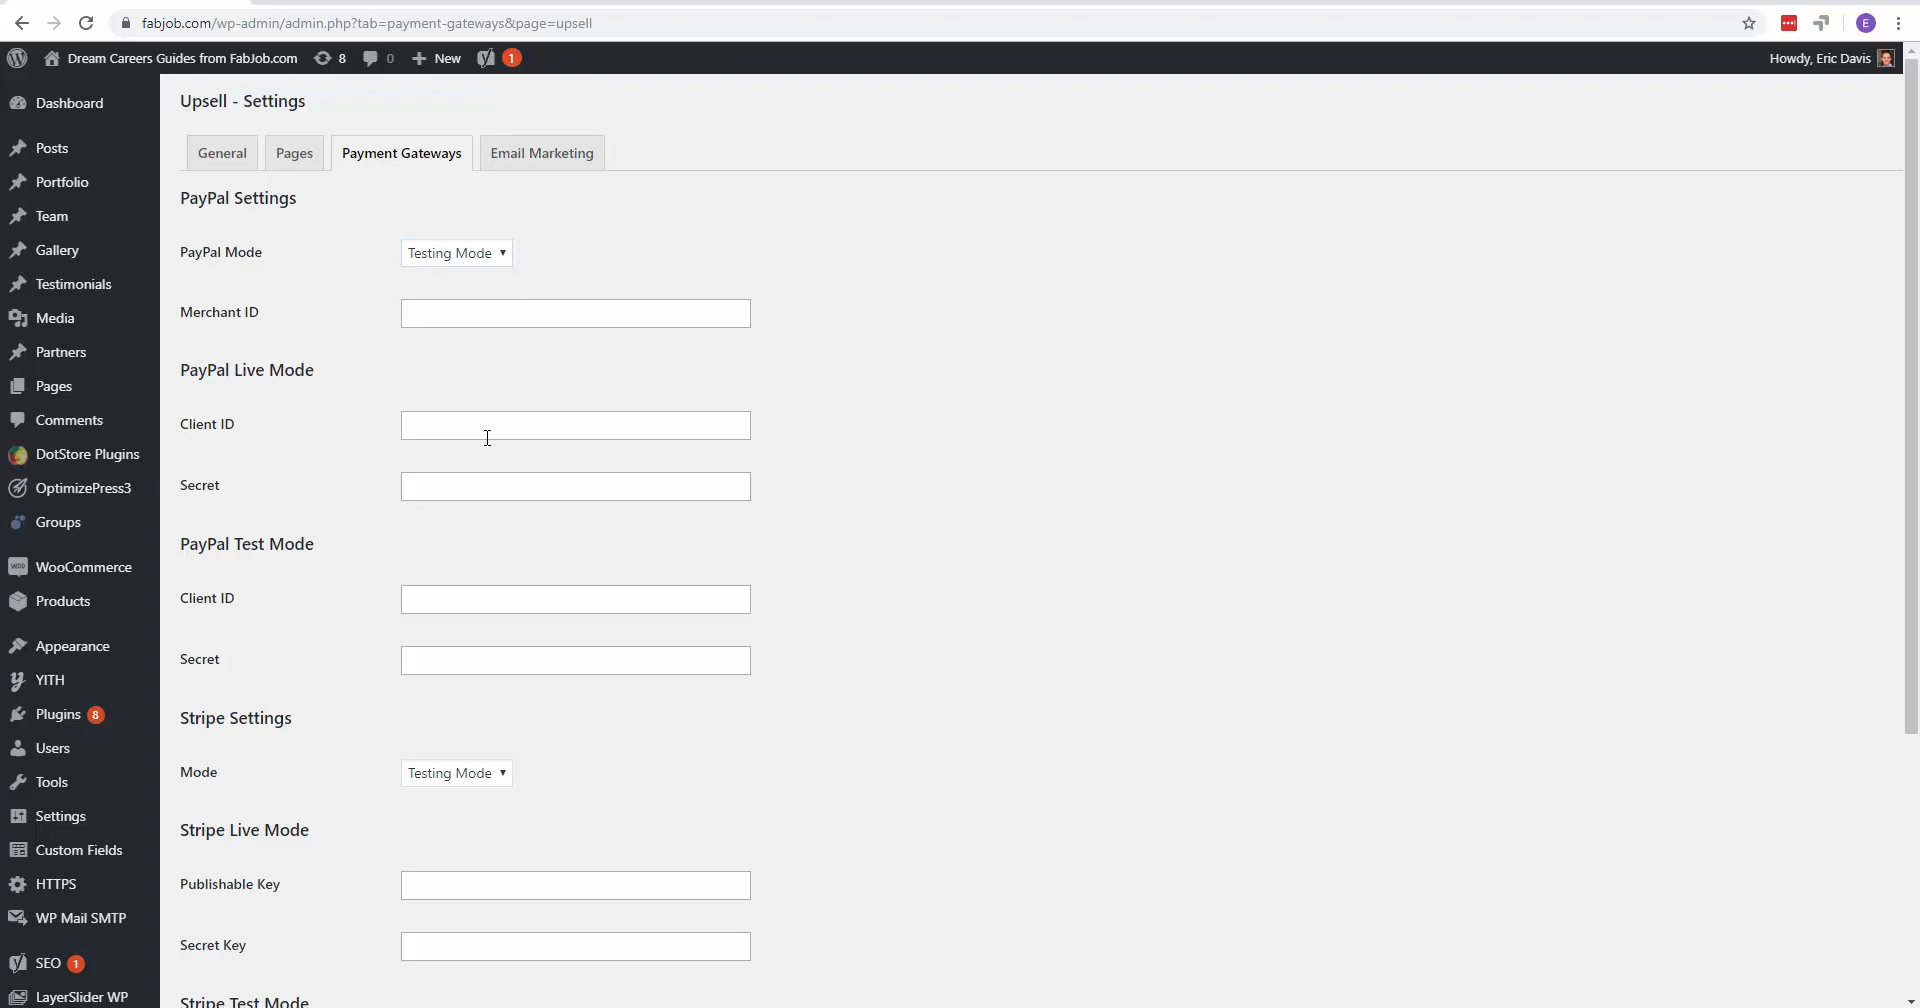 fabjob.com/wp-admin/admin.php?tab=payment-gateways&page=upsell
E
Dream Careers Guides from FabJob.com
8
0
New
1
Howdy, Eric Davis
Dashboard
Posts
Portfolio
Team
Gallery
Testimonials
Media
Partners
Pages
Comments
DotStore Plugins
OptimizePress3
Groups
WooCommerce
Products
Appearance
YITH
Plugins 8
Users
Tools
Settings
Custom Fields
HTTPS
WP Mail SMTP
SEO 1
LayerSlider WP
Upsell - Settings
General
Pages
Payment Gateways
Email Marketing
PayPal Settings
PayPal Mode
Testing Mode
Merchant ID
PayPal Live Mode
Client ID
Secret
PayPal Test Mode
Client ID
Secret
Stripe Settings
Mode
Testing Mode
Stripe Live Mode
Publishable Key
Secret Key
Stripe Test Mode